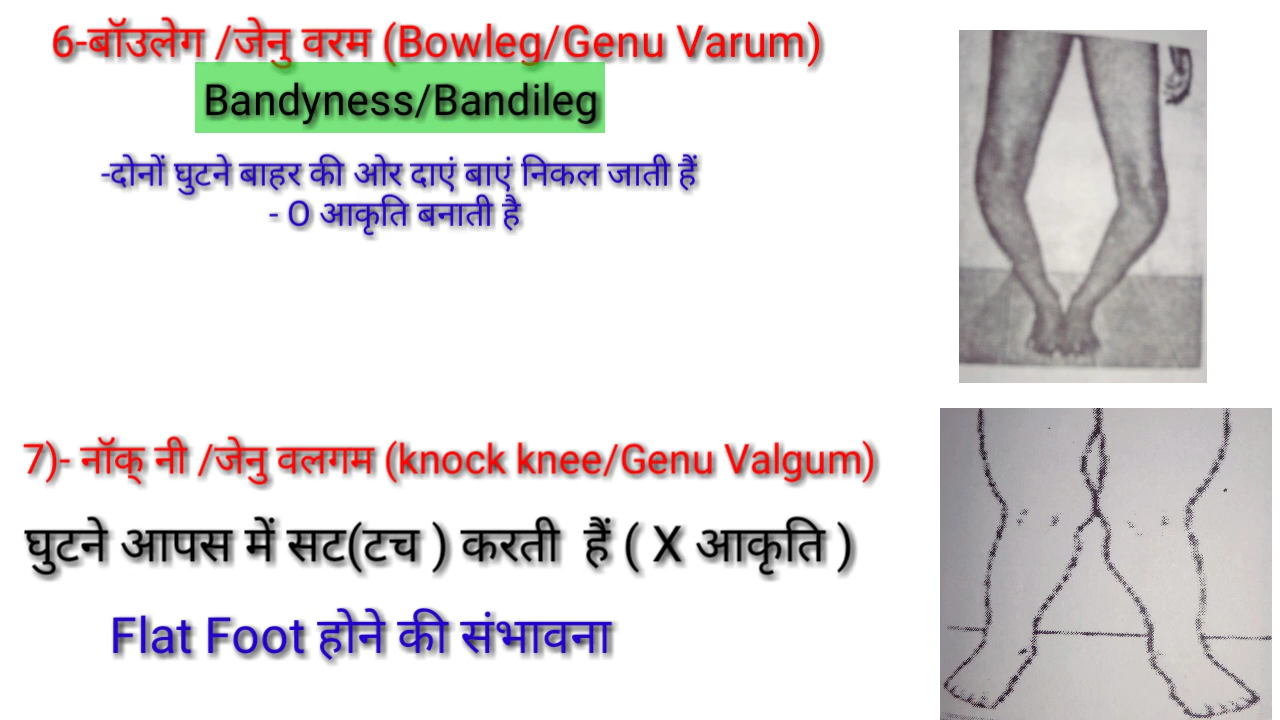 6-बॉउलेग /जेनु वरम (Bowleg/Genu Varum)
Bandyness/Bandileg
-दोनों घुटने बाहर की ओर दाएं बाएं निकल जाती हैं
- O आकृति बनाती है
7)- नॉक् नी /जेनु वलगम (knock knee/Genu Valgum)
घुटने आपस में सट(टच ) करती हैं ( X आकृति )
Flat Foot होने की संभावना